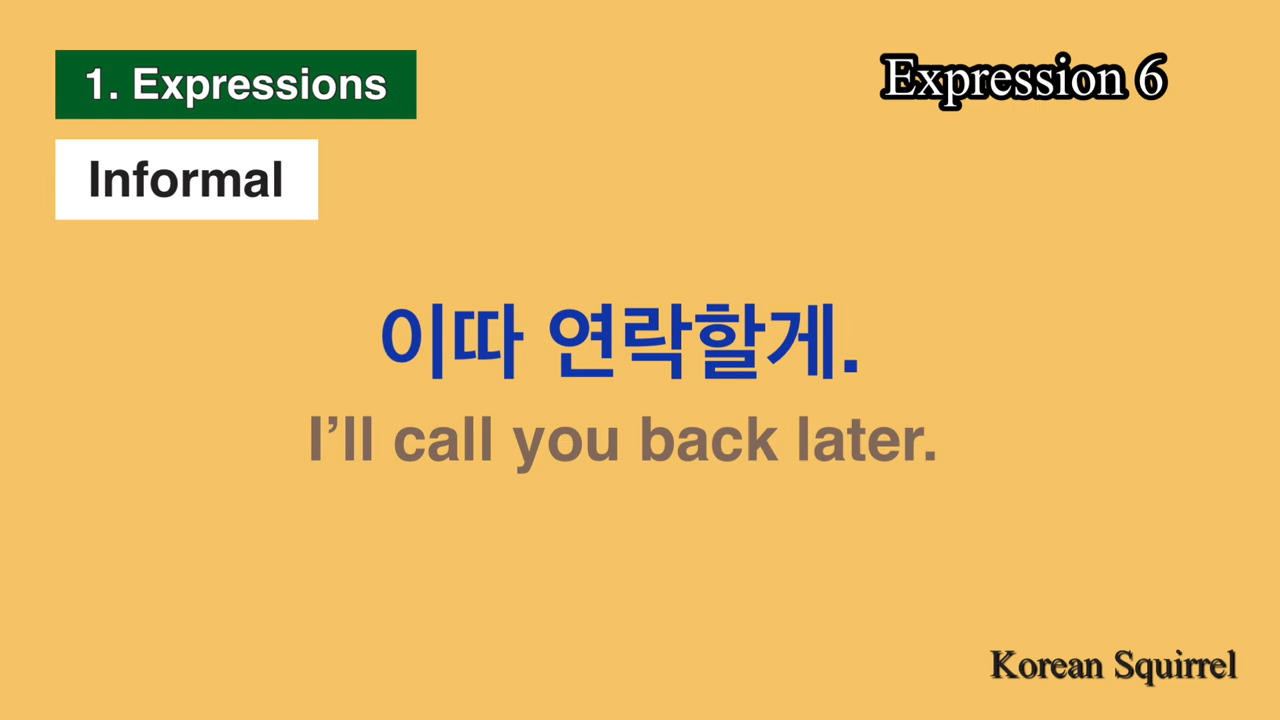 1. Expressions
Expression 6
Informal
이따 연락할게.
I’ll call you back later.
Korean Squirrel